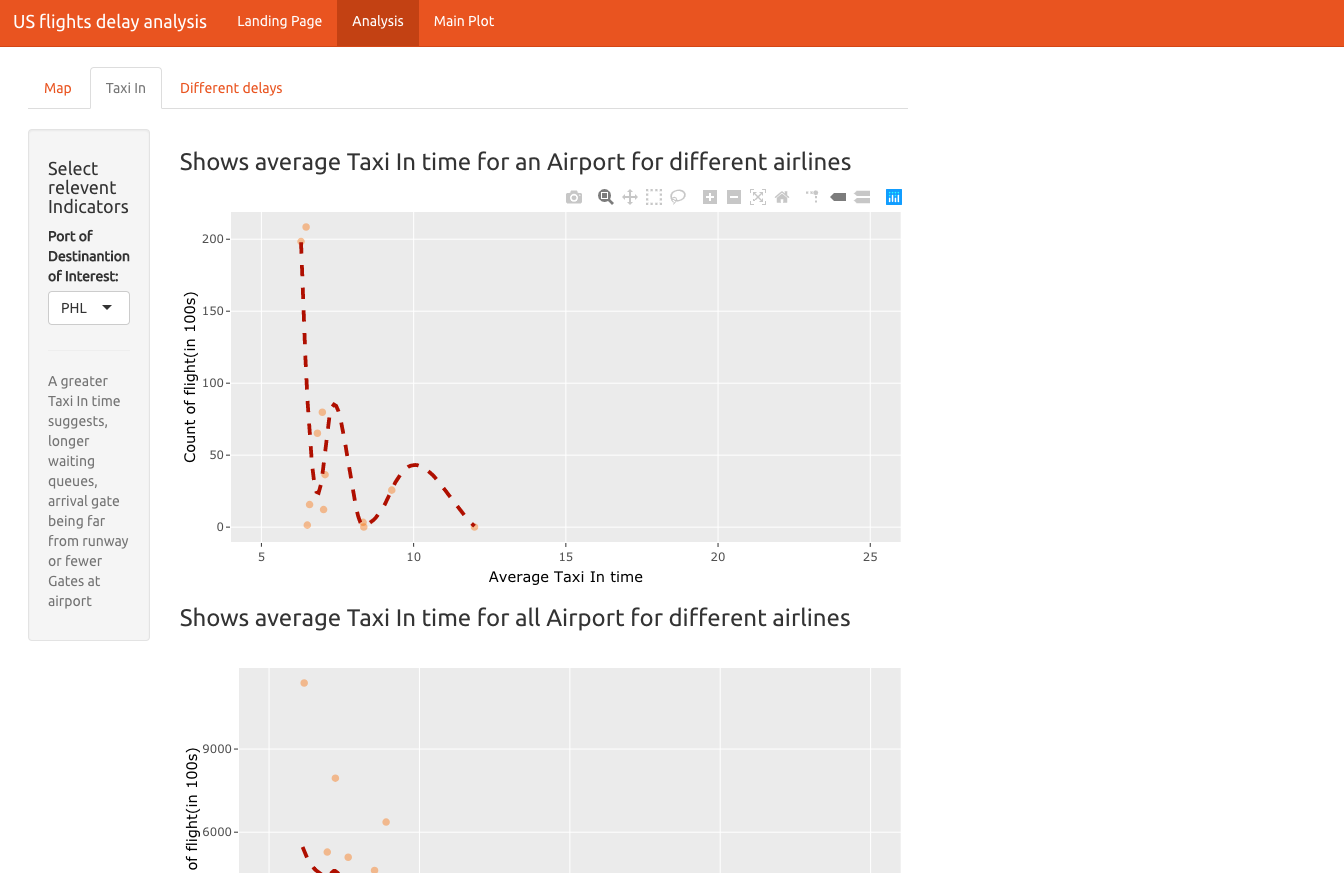 US flights delay analysis Landing Page Analysis Main Plot
Map Taxi In Different delays
Select
relevent
Indicators
Port of
Destinantion
of Interest:
PHL
A greater
Taxi In time
suggests,
longer
waiting
queues,
arrival gate
being far
from runway
or fewer
Gates at
airport
Shows average Taxi In time for an Airport for different airlines
Count of flight(in 100s)
200
150
100
50
0
5 10 15 20 25
Average Taxi In time
Shows average Taxi In time for all Airport for different airlines
of flight(in 100s)
9000
6000